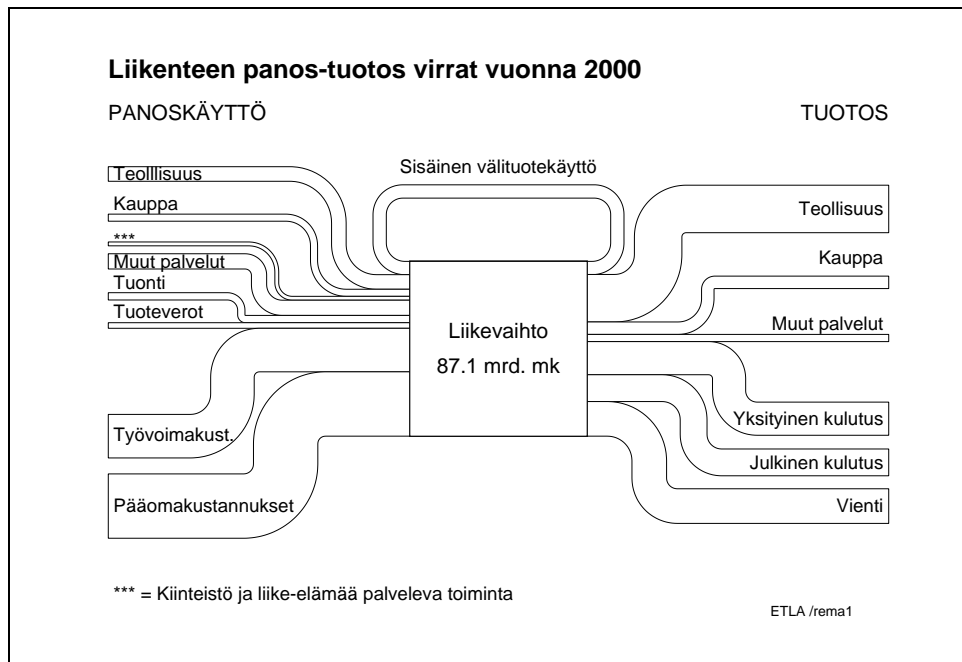 Liikenteen panos-tuotos virrat vuonna 2000
PANOSKÄYTTÖ
TUOTOS
Teolllisuus
Kauppa
***
Muut palvelut
Tuonti
Tuoteverot
Työvoimakust.
Pääomakustannukset
Sisäinen välituotekäyttö
Liikevaihto
87.1 mrd. mk
Teollisuus
Kauppa
Muut palvelut
Yksityinen kulutus
Julkinen kulutus
Vienti
*** = Kiinteistö ja liike-elämää palveleva toiminta
ETLA /rema1